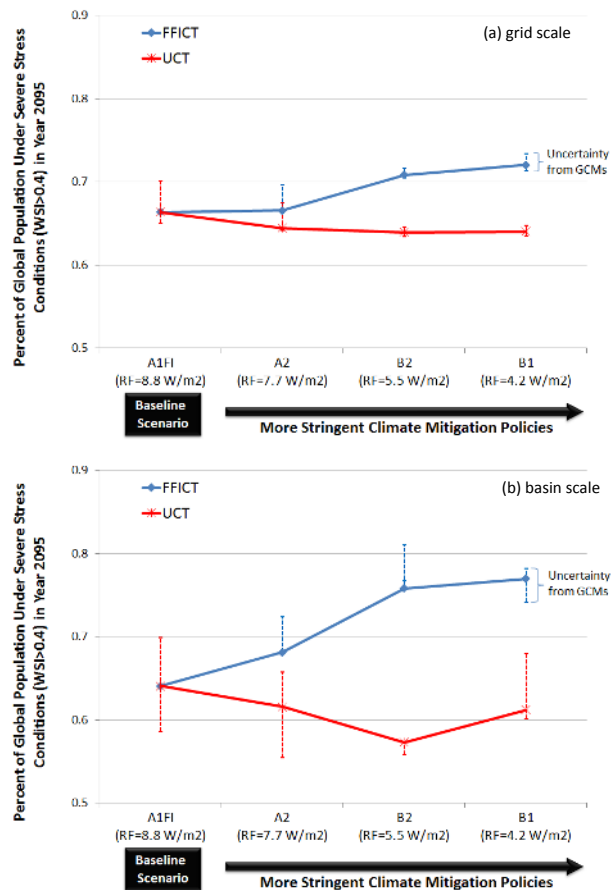 Percent of Global Population Under Severe Stress
Conditions (WSI>0.4) in Year 2095
0.9
0.8
0.7
0.6
0.5
FFICT
UCT
(a) grid scale
Uncertainty
from GCMs
A1FI
(RF=8.8 W/m2)
A2
(RF=7.7 W/m2)
B2
(RF=5.5 W/m2)
B1
(RF=4.2 W/m2)
Baseline
Scenario
More Stringent Climate Mitigation Policies
Percent of Global Population Under Severe Stress
Conditions (WSI>0.4) in Year 2095
0.9
0.8
0.7
0.6
0.5
FFICT
UCT
(b) basin scale
Uncertainty
from GCMs
A1FI
(RF=8.8 W/m2)
A2
(RF=7.7 W/m2)
B2
(RF=5.5 W/m2)
B1
(RF=4.2 W/m2)
Baseline
Scenario
More Stringent Climate Mitigation Policies